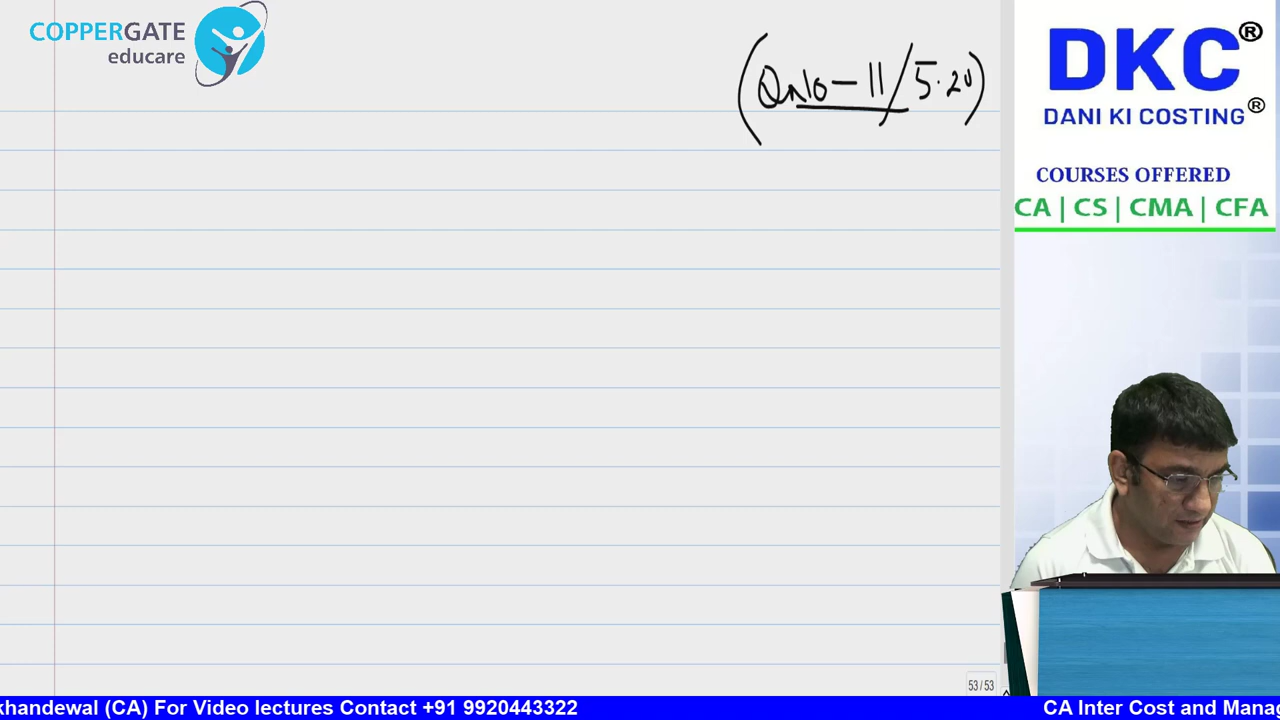 COPPERGATE
educare
(Qn10 - 11/5.20)
DKC®
DANI KI COSTING®
COURSES OFFERED
CA | CS | CMA | CFA
53/53
khandewal (CA) For Video lectures Contact +91 9920443322
CA Inter Cost and Manag